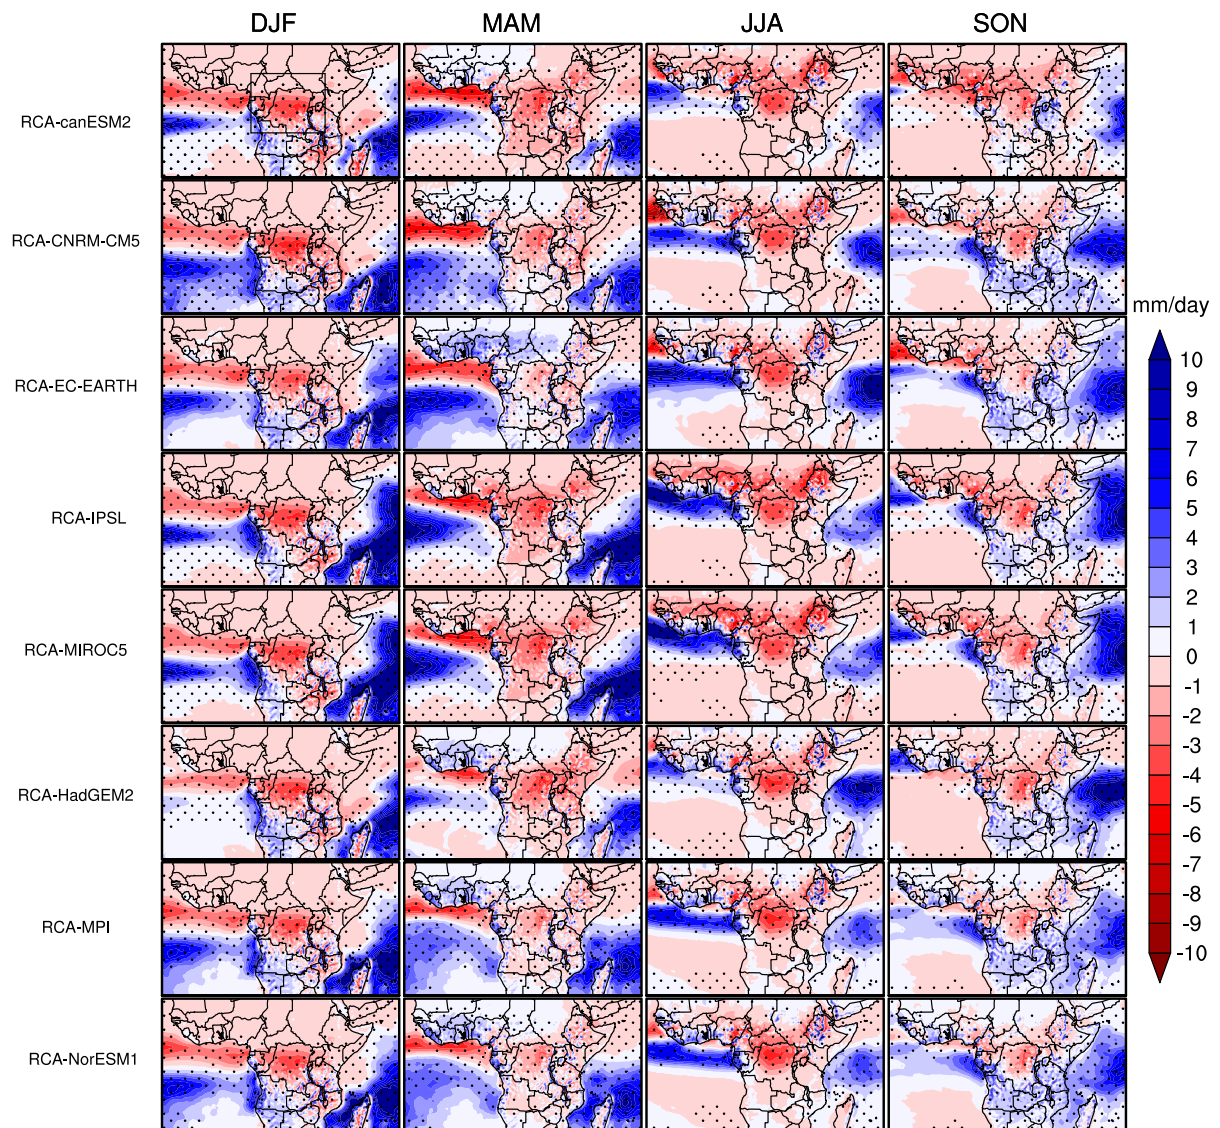 DJF MAM JJA SON
RCA-canESM2
RCA-CNRM-CM5
RCA-EC-EARTH
RCA-IPSL
RCA-MIROC5
RCA-HadGEM2
RCA-MPI
RCA-NorESM1
mm/day
10
9
8
7
6
5
4
3
2
1
0
-1
-2
-3
-4
-5
-6
-7
-8
-9
-10